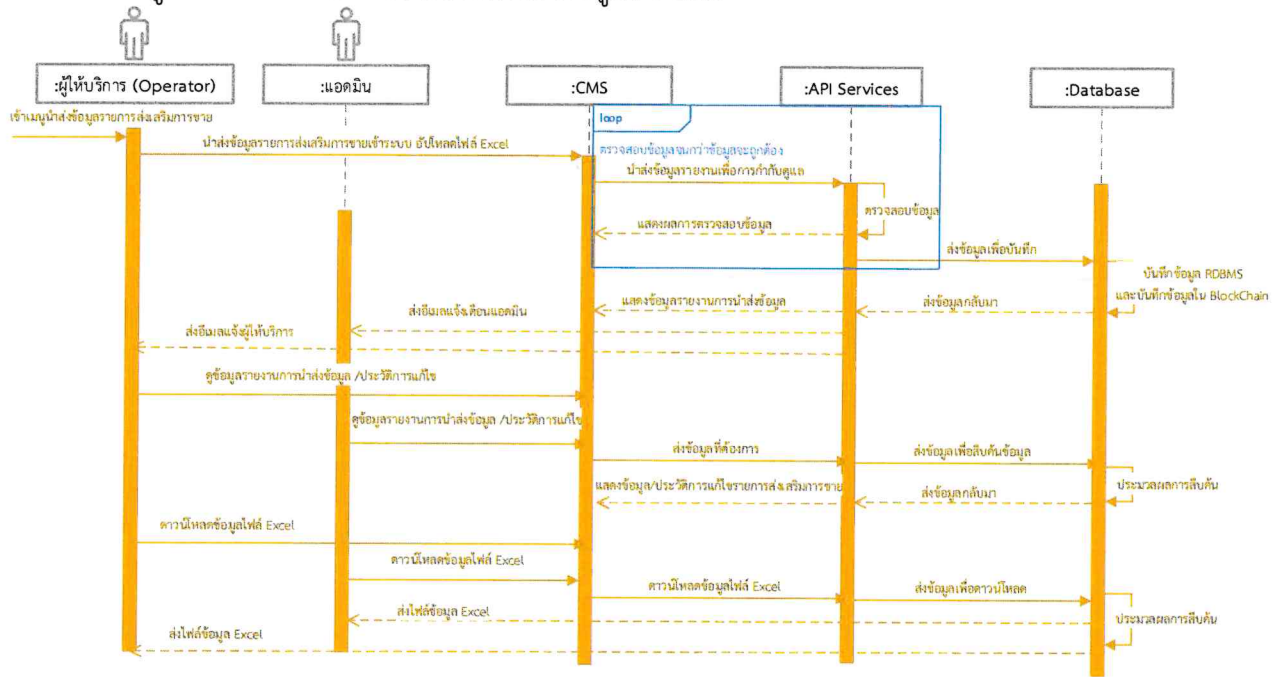 :ผู้ให้บริการ (Operator)
:แอดมิน
:CMS
:API Services
:Database
เข้าเมนูนำส่งข้อมูลรายการส่งเสริมการขาย
loop
นำส่งข้อมูลรายการส่งเสริมการขายเข้าระบบ อัปโหลดไฟล์ Excel
ตรวจสอบข้อมูลจนกว่าข้อมูลจะถูกต้อง
นำส่งข้อมูลรายงานเพื่อการกำกับดูแล
ตรวจสอบข้อมูล
แสดงผลการตรวจสอบข้อมูล
ส่งข้อมูลเพื่อบันทึก
บันทึกข้อมูล RDBMS
และบันทึกข้อมูลใน BlockChain
แสดงข้อมูลรายงานการนำส่งข้อมูล
ส่งข้อมูลกลับมา
ส่งอีเมลแจ้งเตือนแอดมิน
ส่งอีเมลแจ้งผู้ให้บริการ
ดูข้อมูลรายงานการนำส่งข้อมูล /ประวัติการแก้ไข
ดูข้อมูลรายงานการนำส่งข้อมูล /ประวัติการแก้ไข
ส่งข้อมูลที่ต้องการ
ส่งข้อมูลเพื่อสืบค้นข้อมูล
แสดงข้อมูล/ประวัติการแก้ไขรายการส่งเสริมการขาย
ส่งข้อมูลกลับมา
ประมวลผลการสืบค้น
ดาวน์โหลดข้อมูลไฟล์ Excel
ดาวน์โหลดข้อมูลไฟล์ Excel
ดาวน์โหลดข้อมูลไฟล์ Excel
ส่งข้อมูลเพื่อดาวน์โหลด
ส่งไฟล์ข้อมูล Excel
ประมวลผลการสืบค้น
ส่งไฟล์ข้อมูล Excel